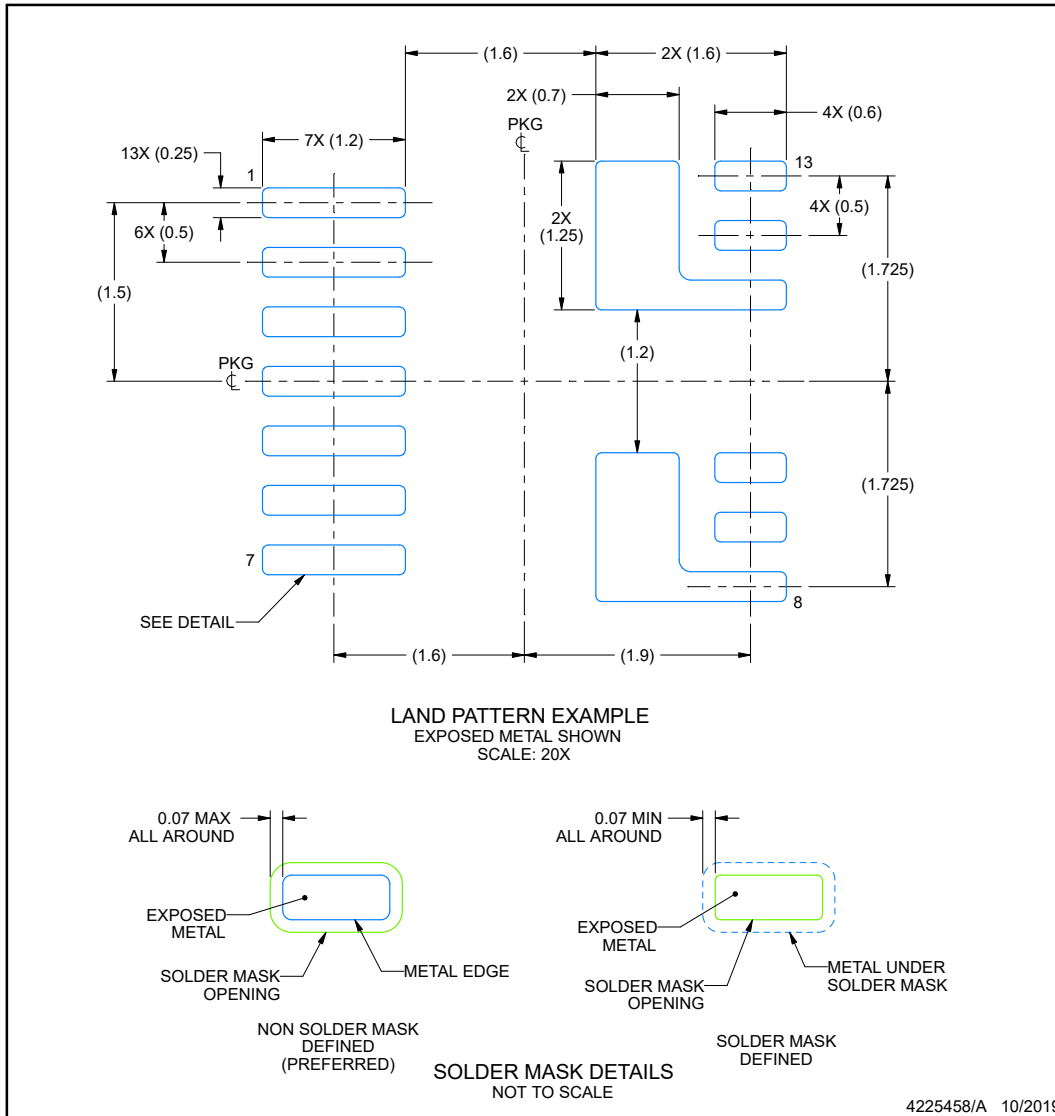 (1.6)
2X (1.6)
2X (0.7)
4X (0.6)
PKG
℄
7X (1.2)
13X (0.25)
1
13
6X (0.5)
2X
(1.25)
4X (0.5)
(1.5)
(1.725)
(1.2)
PKG
℄
(1.725)
7
8
SEE DETAIL
(1.6)
(1.9)
LAND PATTERN EXAMPLE
EXPOSED METAL SHOWN
SCALE: 20X
0.07 MAX
ALL AROUND
0.07 MIN
ALL AROUND
EXPOSED
METAL
EXPOSED
METAL
SOLDER MASK
OPENING
METAL EDGE
SOLDER MASK
OPENING
METAL UNDER
SOLDER MASK
NON SOLDER MASK
DEFINED
(PREFERRED)
SOLDER MASK
DEFINED
SOLDER MASK DETAILS
NOT TO SCALE
4225458/A 10/2019